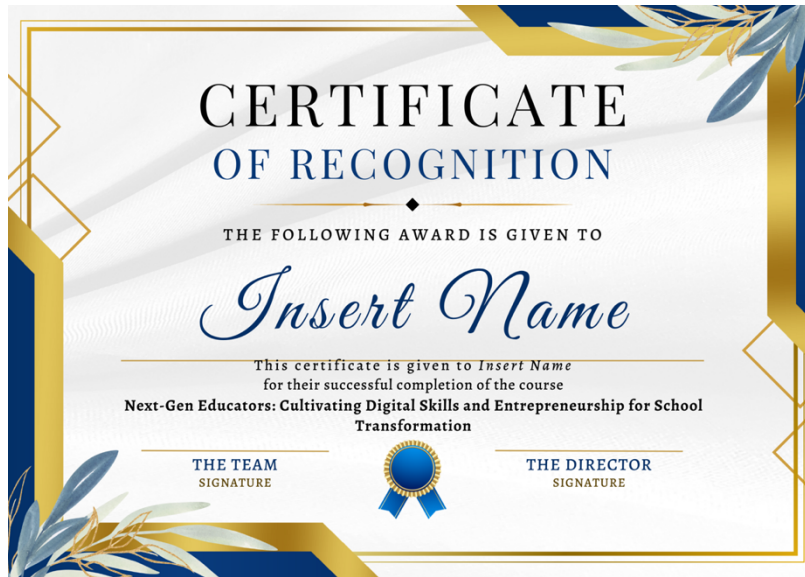 CERTIFICATE
OF RECOGNITION
THE FOLLOWING AWARD IS GIVEN TO
Insert Name
This certificate is given to Insert Name
for their successful completion of the course
Next-Gen Educators: Cultivating Digital Skills and Entrepreneurship for School
Transformation
THE TEAM
SIGNATURE
THE DIRECTOR
SIGNATURE